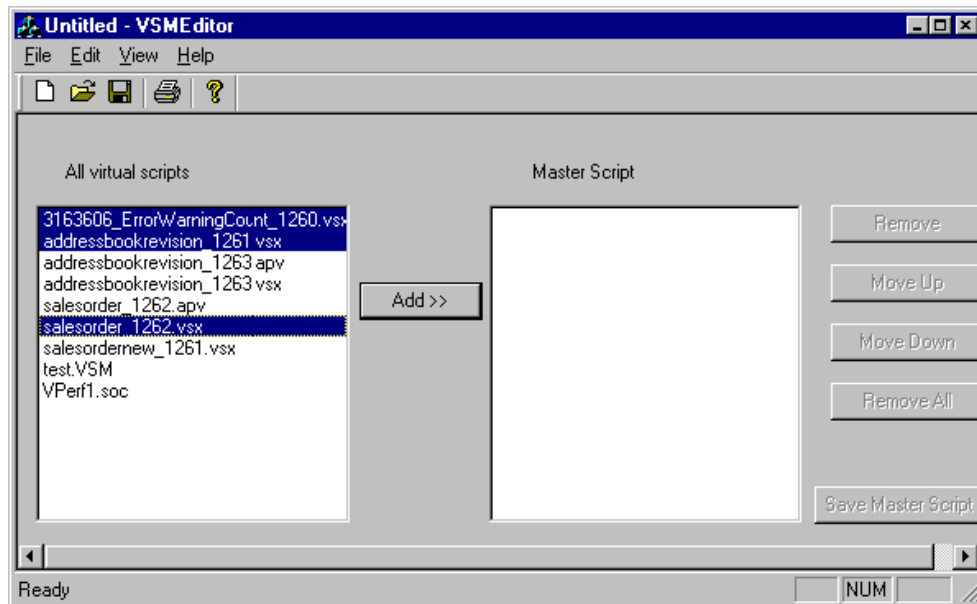 Untitled - VSMEditor
File Edit View Help
All virtual scripts
Master Script
3163606_ErrorWarningCount_1260.vsx
addressbookrevision_1261 vsx
addressbookrevision_1263 apv
addressbookrevision_1263 vsx
salesorder_1262.apv
salesorder_1262.vsx
salesordernew_1261.vsx
test.VSM
VPerf1.soc
Add >>
Remove
Move Up
Move Down
Remove All
Save Master Script
Ready
NUM